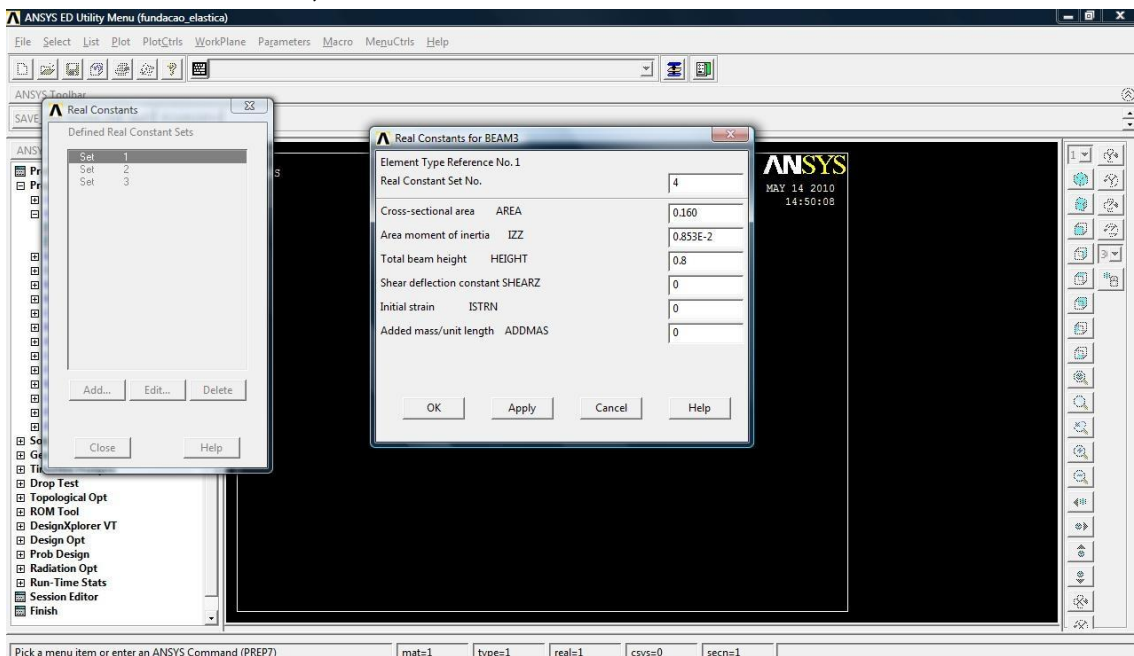 ANSYS ED Utility Menu (fundacao_elastica)
File Select List Plot PlotCtrls WorkPlane Parameters Macro MenuCtrls Help
ANSYS Toolbar
SAVE
Real Constants
Defined Real Constant Sets
Set 1
Set 2
Set 3
Add... Edit... Delete
Close Help
Real Constants for BEAM3
Element Type Reference No. 1
Real Constant Set No. 4
Cross-sectional area AREA 0.160
Area moment of inertia IZZ 0.853E-2
Total beam height HEIGHT 0.8
Shear deflection constant SHEARZ 0
Initial strain ISTRN 0
Added mass/unit length ADDMAS 0
OK Apply Cancel Help
ANSYS
MAY 14 2010
14:50:08
1
Drop Test
Topological Opt
ROM Tool
DesignXplorer VT
Design Opt
Prob Design
Radiation Opt
Run-Time Stats
Session Editor
Finish
Pick a menu item or enter an ANSYS Command (PREP7) mat=1 type=1 real=1 csys=0 secn=1